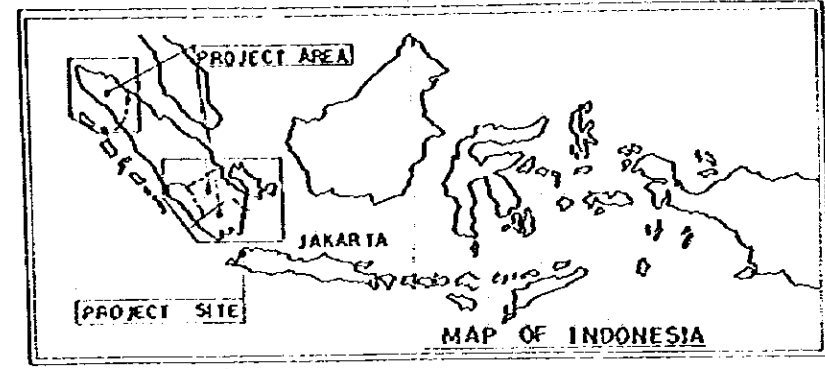 PROJECT AREA
JAKARTA
PROJECT SITE
MAP OF INDONESIA